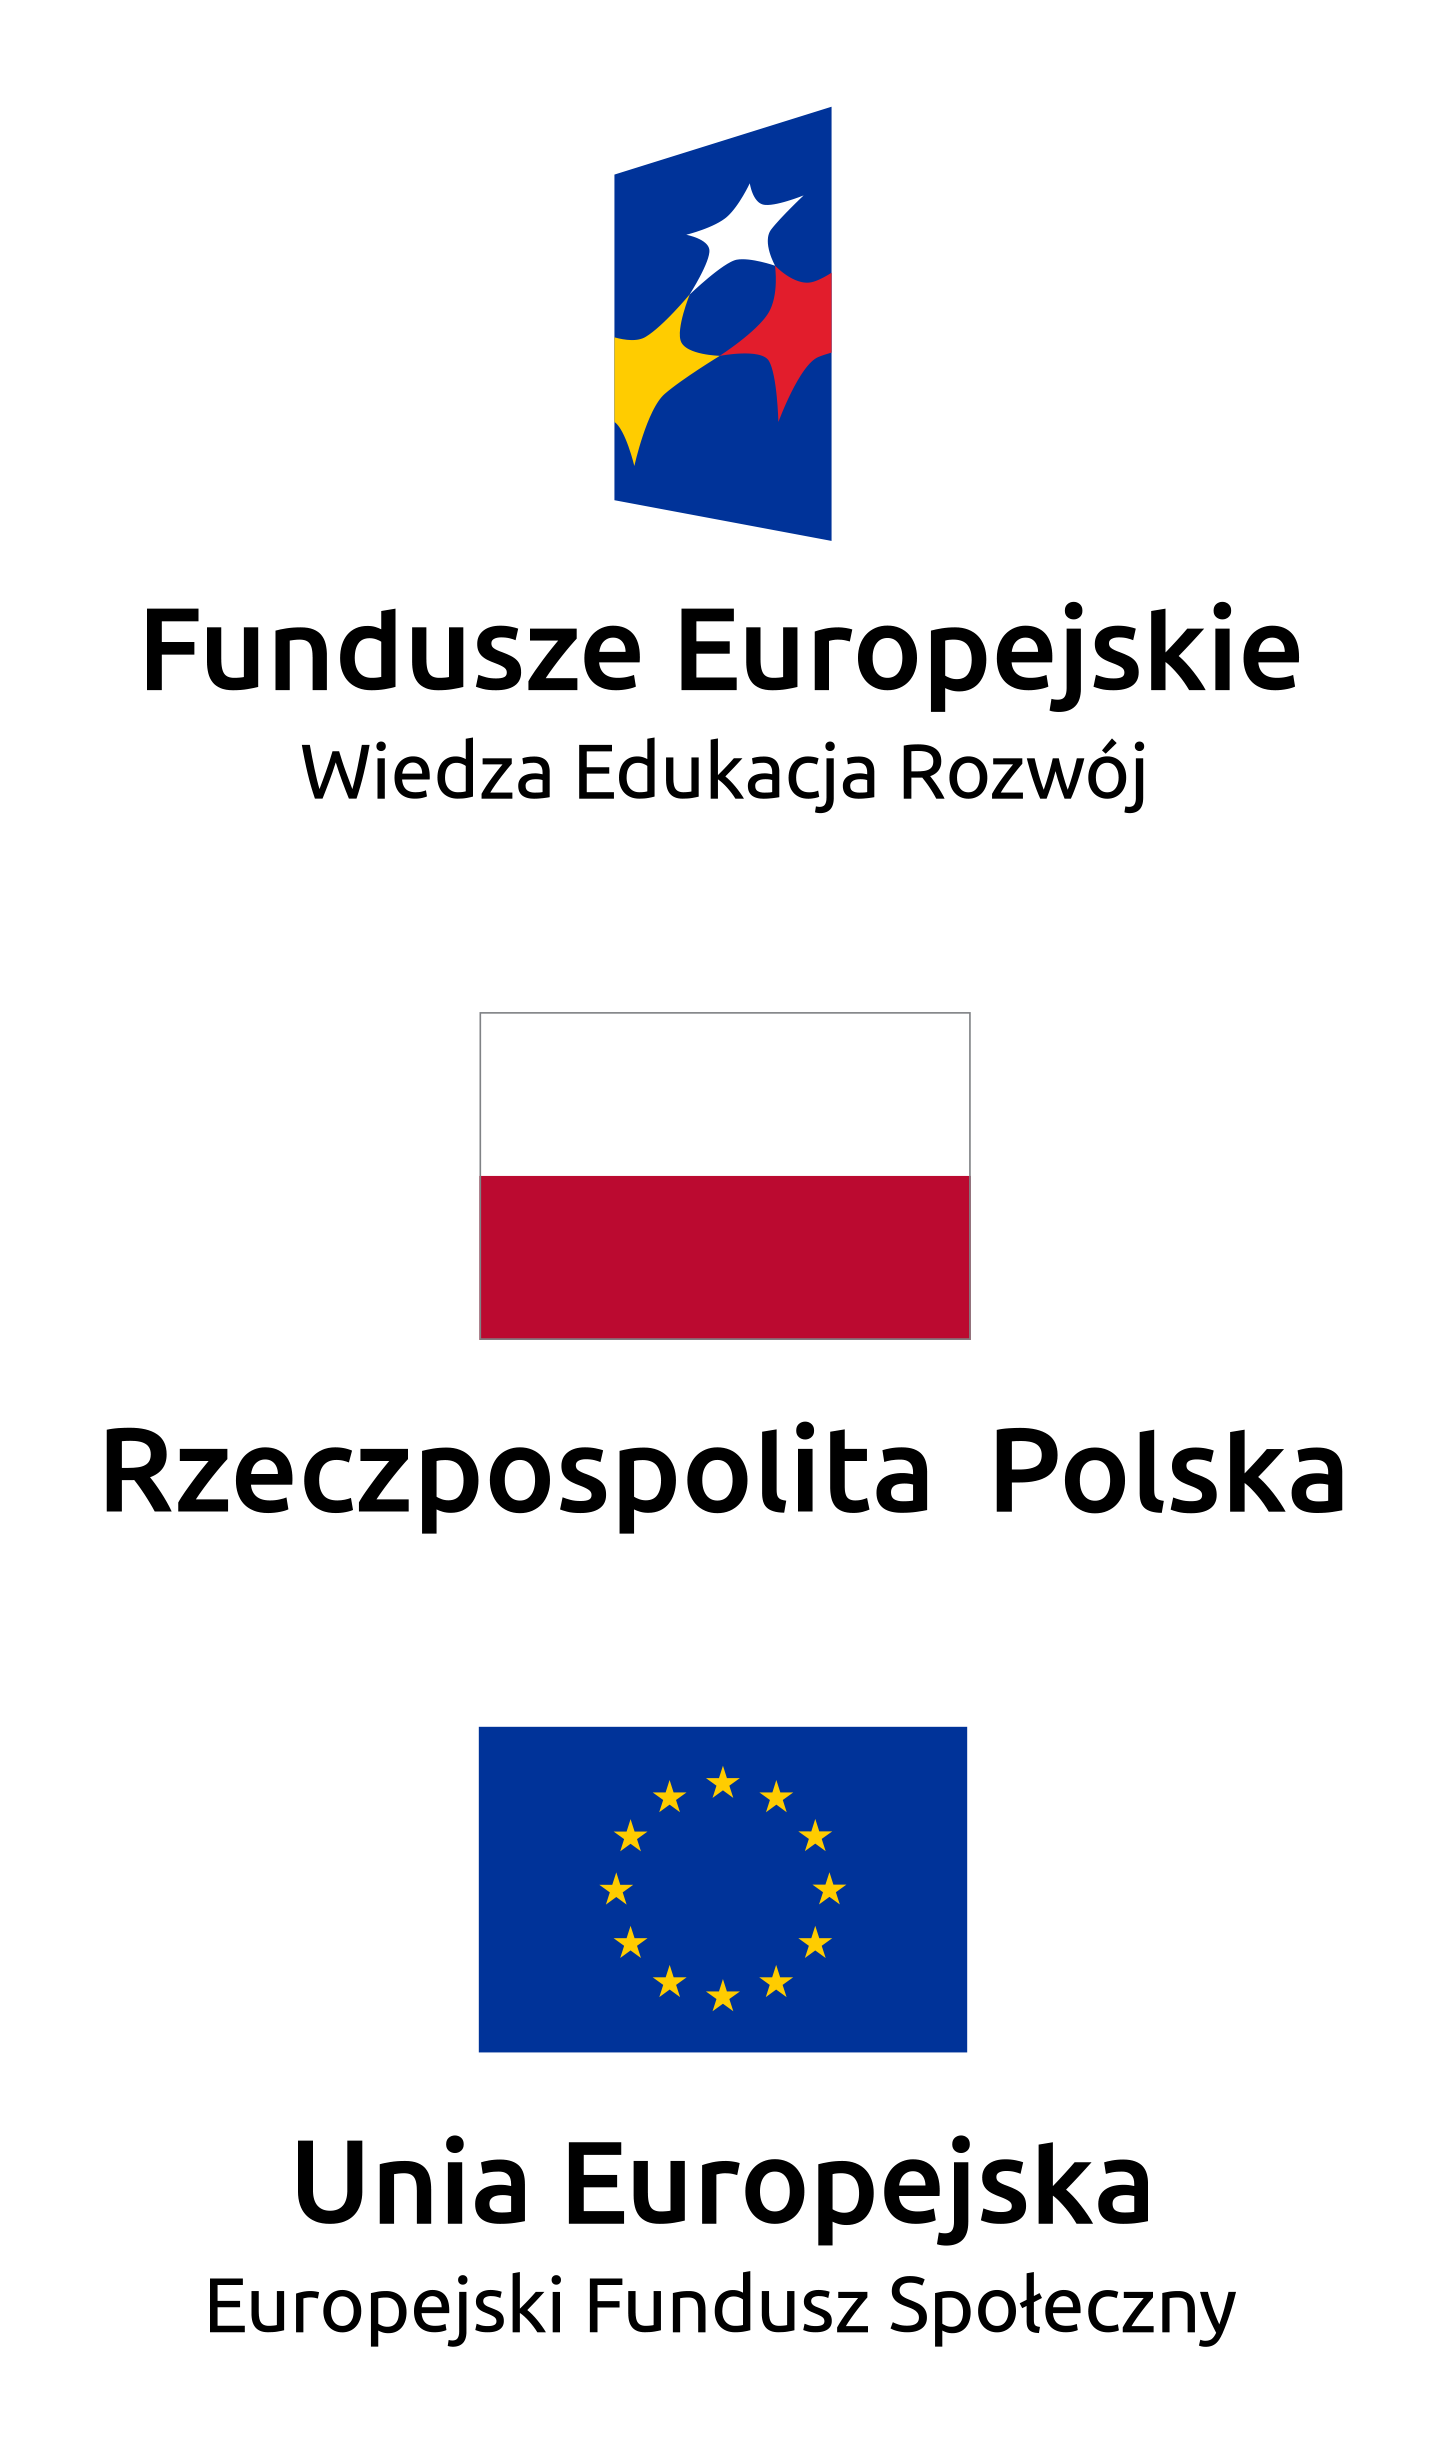 Fundusze Europejskie
Wiedza Edukacja Rozwój
Rzeczpospolita Polska
Unia Europejska
Europejski Fundusz Społeczny